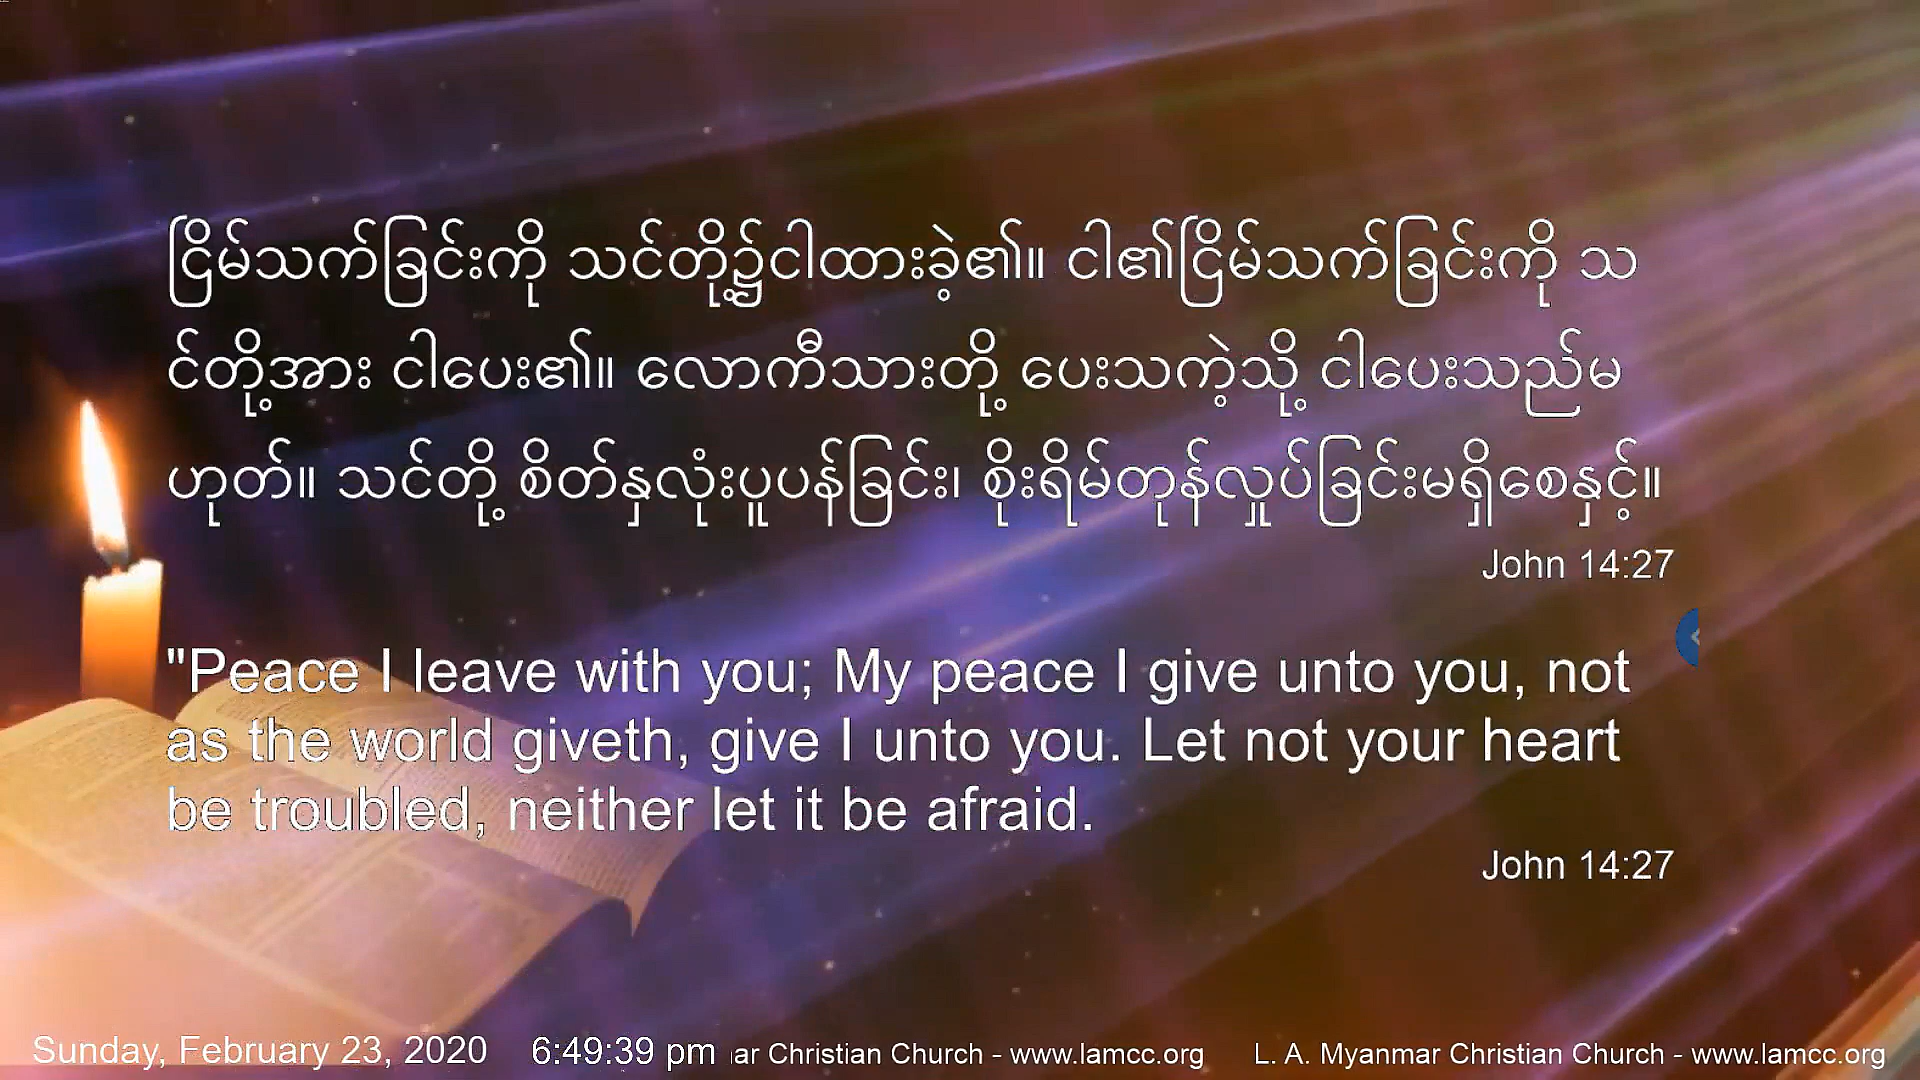 ငြိမ်သက်ခြင်းကို သင်တို့၌ငါထားခဲ့၏။ ငါ၏ငြိမ်သက်ခြင်းကို သ
င်တို့အား ငါပေး၏။ လောကီသားတို့ ပေးသကဲ့သို့ ငါပေးသည်မ
ဟုတ်။ သင်တို့ စိတ်နှလုံးပူပန်ခြင်း၊ စိုးရိမ်တုန်လှုပ်ခြင်းမရှိစေနှင့်။
John 14:27
"Peace I leave with you; My peace I give unto you, not
as the world giveth, give I unto you. Let not your heart
be troubled, neither let it be afraid.
John 14:27
Sunday, February 23, 2020 6:49:39 pm ar Christian Church - www.lamcc.org L. A. Myanmar Christian Church - www.lamcc.org